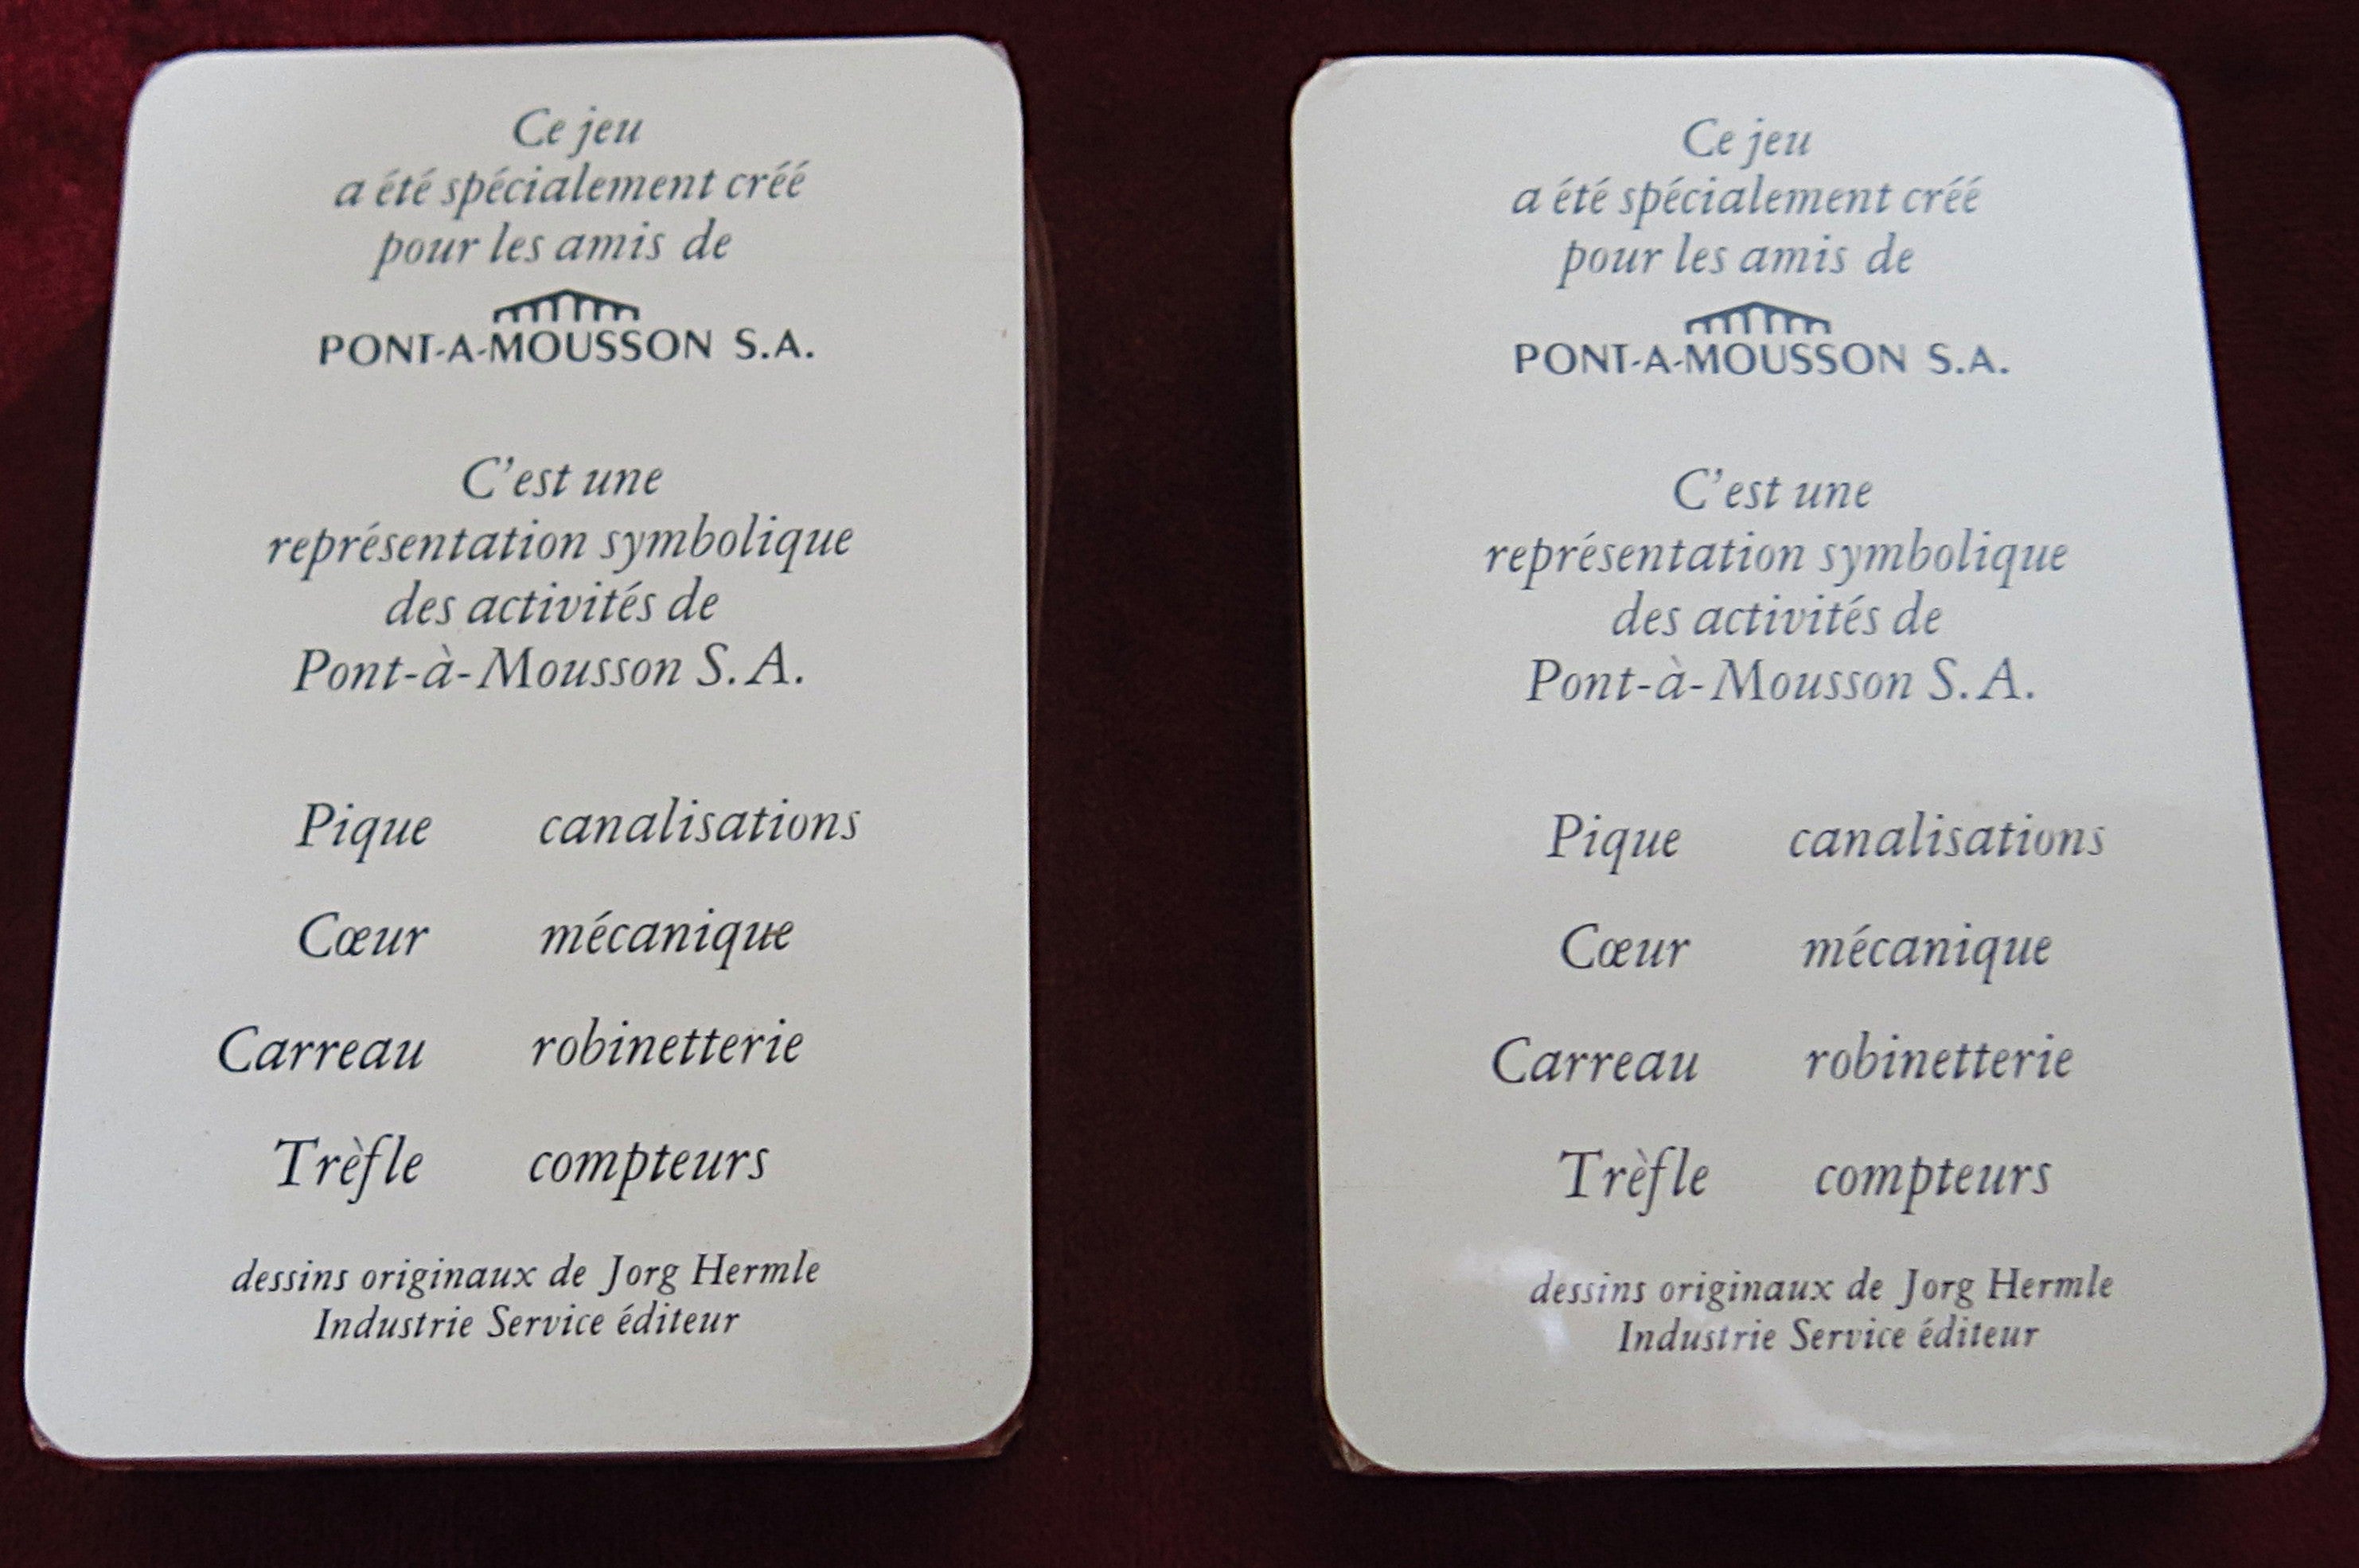 Ce jeu
a été spécialement créé
pour les amis de
PONT-A-MOUSSON S.A.
C'est une
représentation symbolique
des activités de
Pont-à-Mousson S.A.
Pique canalisations
Cœur mécanique
Carreau robinetterie
Trèfle compteurs
dessins originaux de Jorg Hermle
Industrie Service éditeur
Ce jeu
a été spécialement créé
pour les amis de
PONT-A-MOUSSON S.A.
C'est une
représentation symbolique
des activités de
Pont-à-Mousson S.A.
Pique canalisations
Cœur mécanique
Carreau robinetterie
Trèfle compteurs
dessins originaux de Jorg Hermle
Industrie Service éditeur